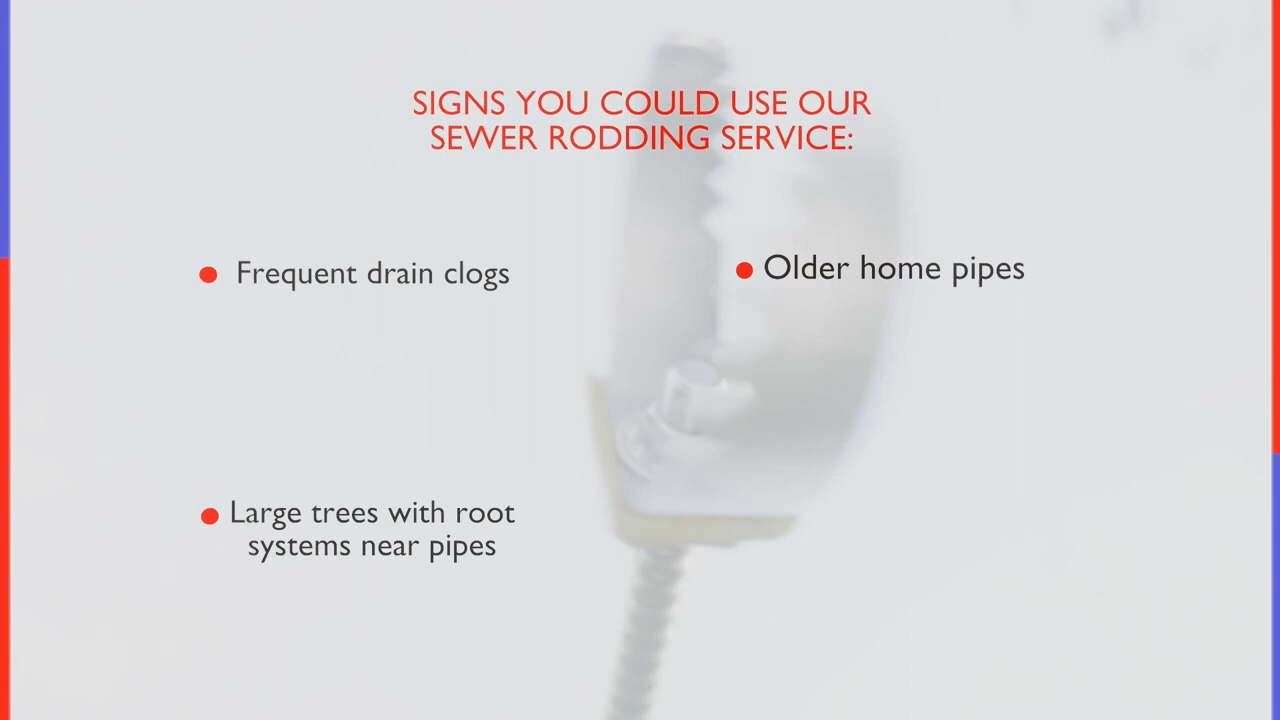 SIGNS YOU COULD USE OUR
SEWER RODDING SERVICE:
Frequent drain clogs
Older home pipes
Large trees with root
systems near pipes